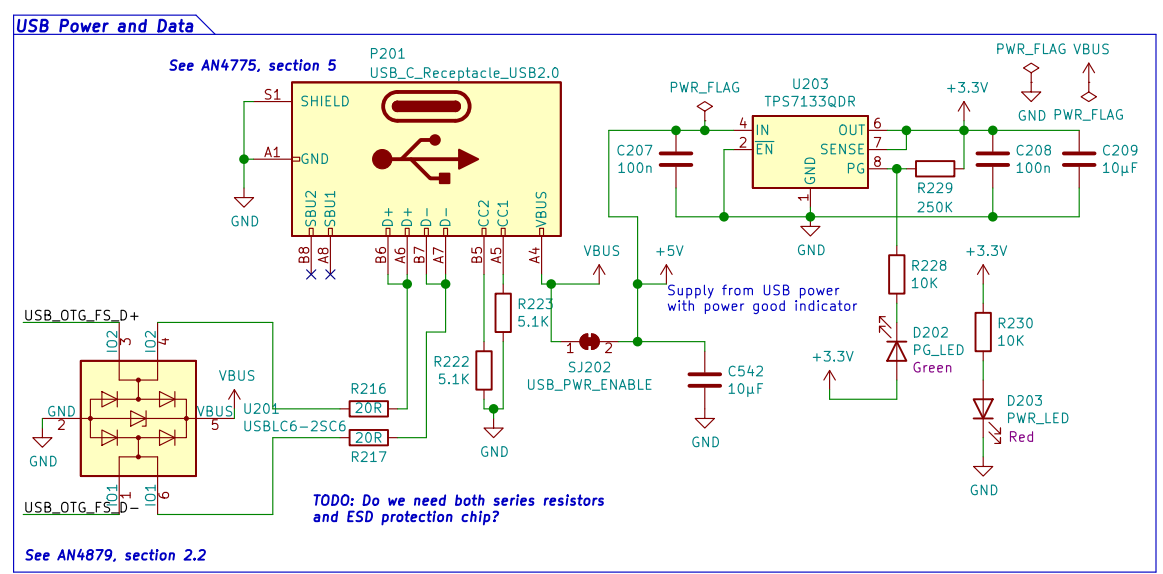 USB Power and Data
See AN4775, section 5
P201
USB_C_Receptacle_USB2.0
S1
SHIELD
A1
GND
GND
SBU2
SBU1
D+
D+
D-
D-
CC2
CC1
VBUS
B8
A8
B6
A6
B7
A7
B5
A5
A4
PWR_FLAG
U203
TPS7133QDR
4
IN
2
EN
OUT
6
SENSE
7
PG
8
GND
1
GND
C207
100n
+3.3V
PWR_FLAG
VBUS
GND
PWR_FLAG
C208
100n
C209
10µF
R229
250K
VBUS
+5V
Supply from USB power
with power good indicator
R223
5.1K
R222
5.1K
GND
1
2
SJ202
USB_PWR_ENABLE
C542
10µF
GND
R228
10K
D202
PG_LED
Green
+3.3V
+3.3V
R230
10K
D203
PWR_LED
Red
GND
USB_OTG_FS_D+
IO2
3
IO2
4
VBUS
GND
2
GND
VBUS
5
U201
USBLC6-2SC6
IO1
1
IO1
6
USB_OTG_FS_D-
R216
20R
20R
R217
TODO: Do we need both series resistors
and ESD protection chip?
See AN4879, section 2.2